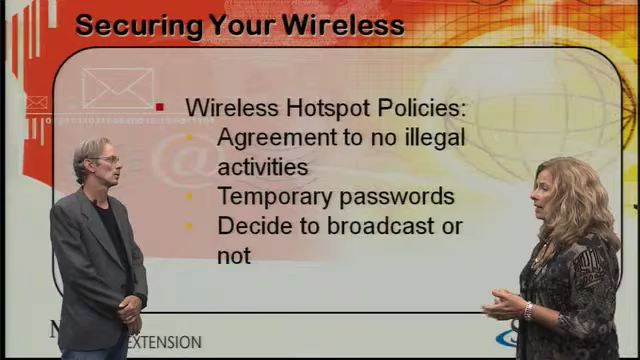 Securing Your Wireless
Wireless Hotspot Policies:
Agreement to no illegal
activities
Temporary passwords
Decide to broadcast or
not
EXTENSION